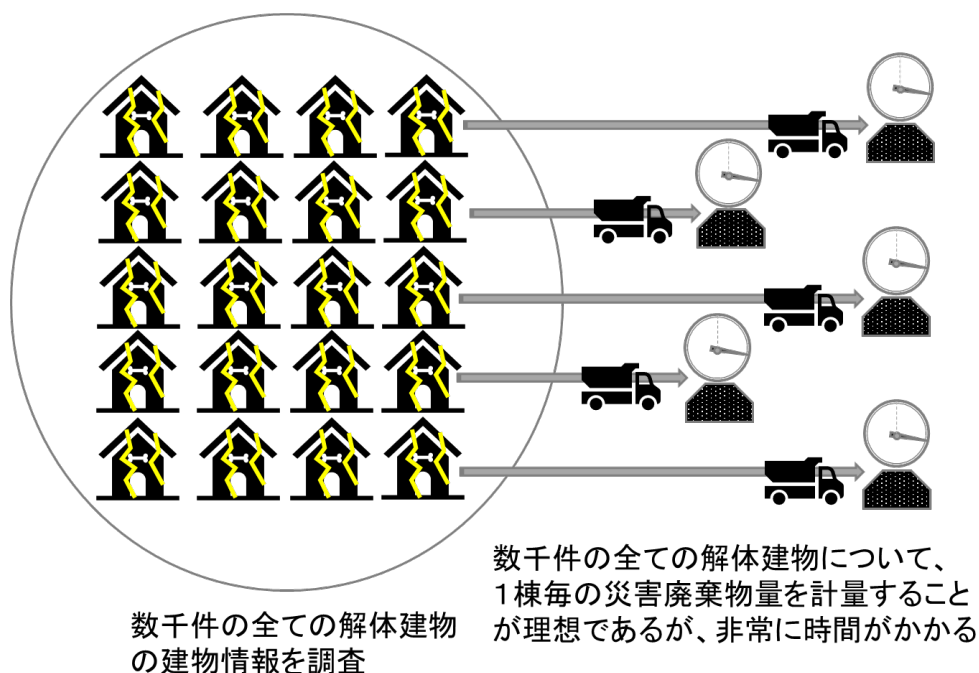 数千件の全ての解体建物
の建物情報を調査
数千件の全ての解体建物について、
１棟毎の災害廃棄物量を計量すること
が理想であるが、非常に時間がかかる